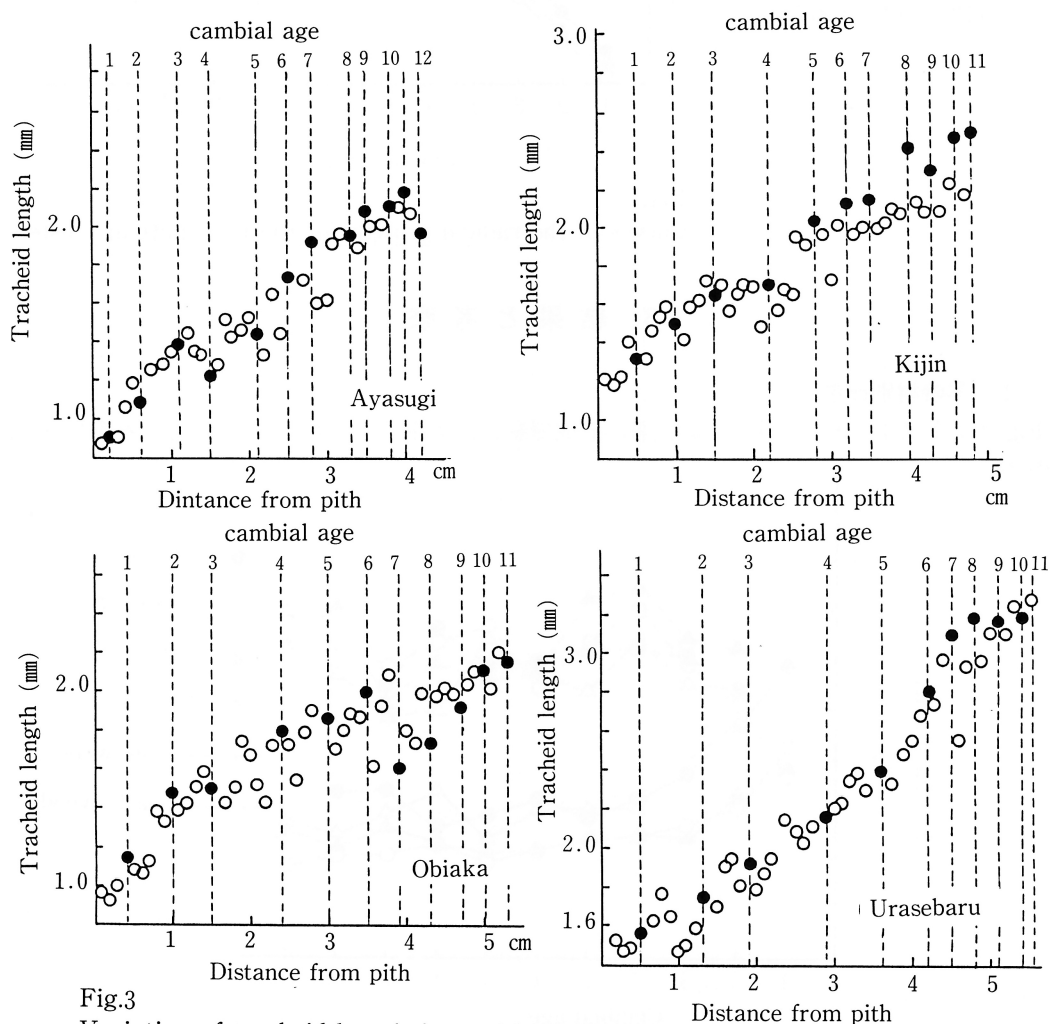 cambial age
1 2 3 4 5 6 7 8 9 10 12
Tracheid length (mm)
2.0
1.0
Ayasugi
1 2 3 4 cm
Dintance from pith
cambial age
3.0
1 2 3 4 5 6 7 8 9 10 11
Tracheid length (mm)
2.0
Kijin
1.0
1 2 3 4 5
Distance from pith
cm
cambial age
1 2 3 4 5 6 7 8 9 10 11
Tracheid length (mm)
2.0
1.0
Obiaka
1 2 3 4 5 cm
Distance from pith
cambial age
1 2 3 4 5 6 7 8 9 10 11
Tracheid length (mm)
3.0
2.0
1.6
Urasebaru
1 2 3 4 5
Distance from pith
Fig.3
Variation of tracheid length